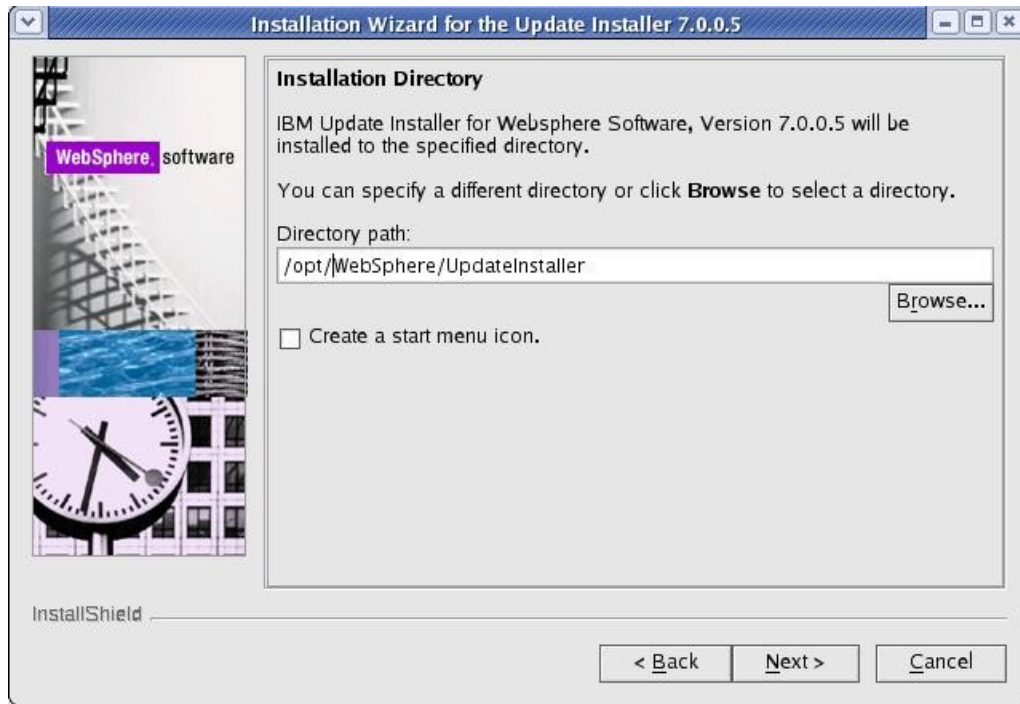 Installation Wizard for the Update Installer 7.0.0.5
WebSphere. software
Installation Directory
IBM Update Installer for Websphere Software, Version 7.0.0.5 will be
installed to the specified directory.
You can specify a different directory or click Browse to select a directory.
Directory path:
/opt/WebSphere/UpdateInstaller
Browse...
Create a start menu icon.
InstallShield
< Back
Next >
Cancel